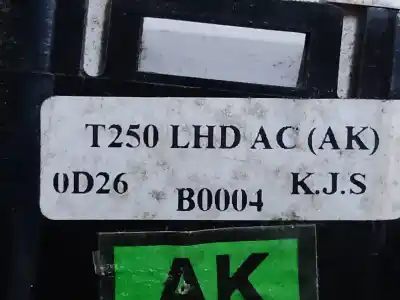 T250 LHD AC (AK)
0D26 B0004 K.J.S
AK